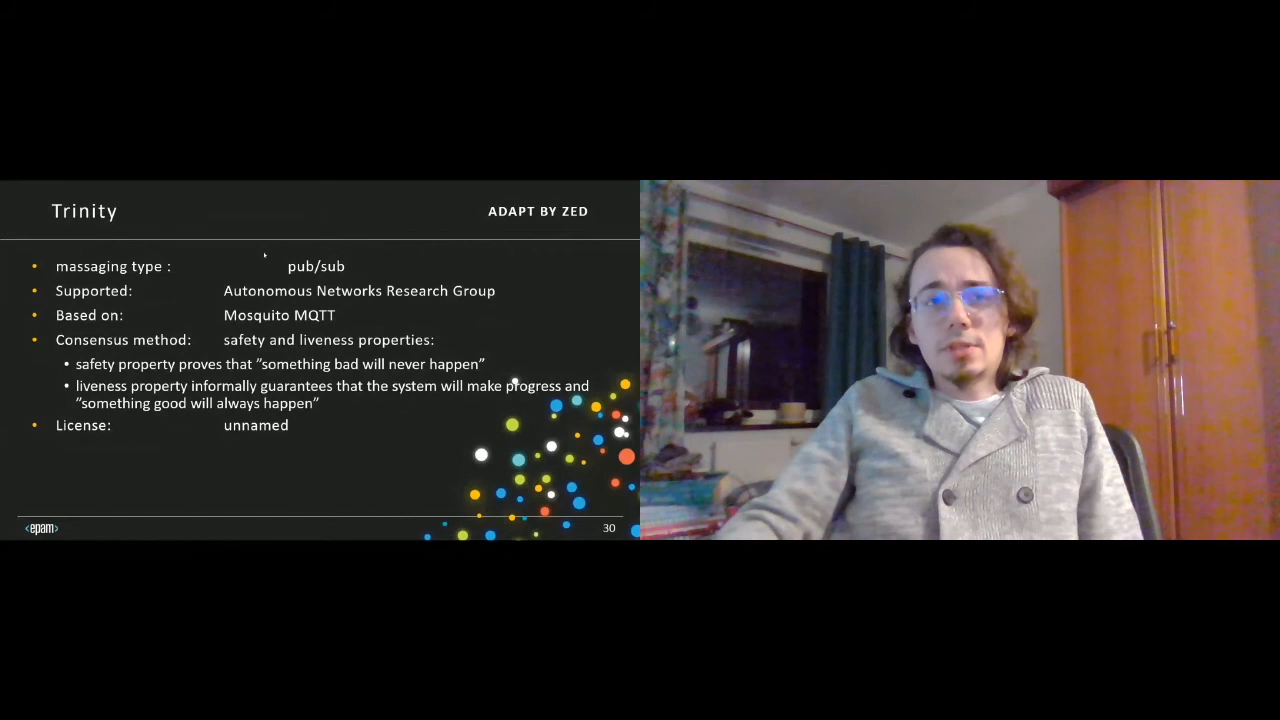 Trinity
ADAPT BY ZED
massaging type : pub/sub
Supported: Autonomous Networks Research Group
Based on: Mosquito MQTT
Consensus method: safety and liveness properties:
safety property proves that ”something bad will never happen”
liveness property informally guarantees that the system will make progress and
”something good will always happen”
License: unnamed
<epam>
30